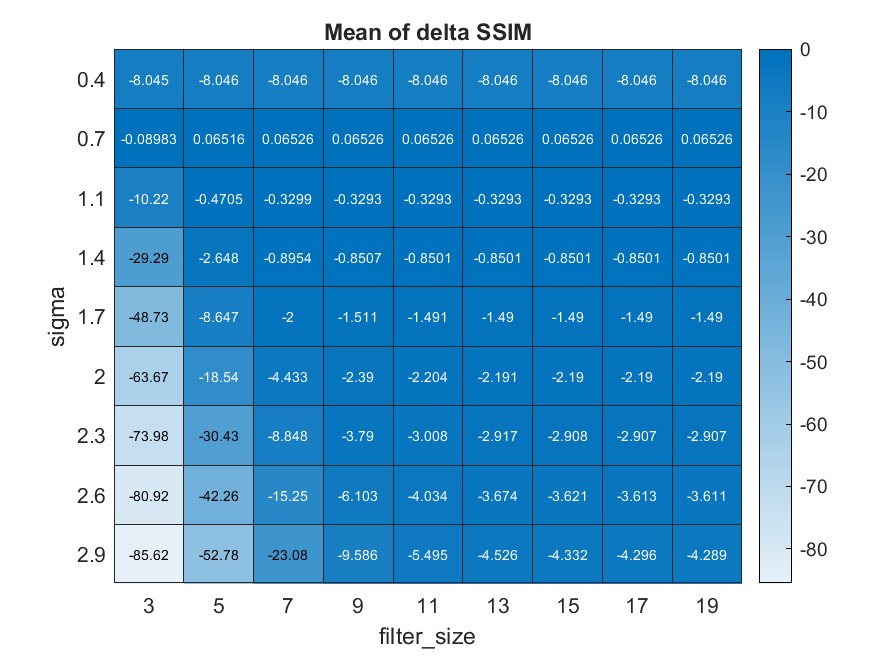 Mean of delta SSIM
0.4 -8.045 -8.046 -8.046 -8.046 -8.046 -8.046 -8.046 -8.046 -8.046
0.7 -0.08983 0.06516 0.06526 0.06526 0.06526 0.06526 0.06526 0.06526 0.06526
1.1 -10.22 -0.4705 -0.3299 -0.3293 -0.3293 -0.3293 -0.3293 -0.3293 -0.3293
1.4 -29.29 -2.648 -0.8954 -0.8507 -0.8501 -0.8501 -0.8501 -0.8501 -0.8501
1.7 -48.73 -8.647 -2 -1.511 -1.491 -1.49 -1.49 -1.49 -1.49
2 -63.67 -18.54 -4.433 -2.39 -2.204 -2.191 -2.19 -2.19 -2.19
2.3 -73.98 -30.43 -8.848 -3.79 -3.008 -2.917 -2.908 -2.907 -2.907
2.6 -80.92 -42.26 -15.25 -6.103 -4.034 -3.674 -3.621 -3.613 -3.611
2.9 -85.62 -52.78 -23.08 -9.586 -5.495 -4.526 -4.332 -4.296 -4.289
3 5 7 9 11 13 15 17 19
filter_size
sigma
0
-10
-20
-30
-40
-50
-60
-70
-80